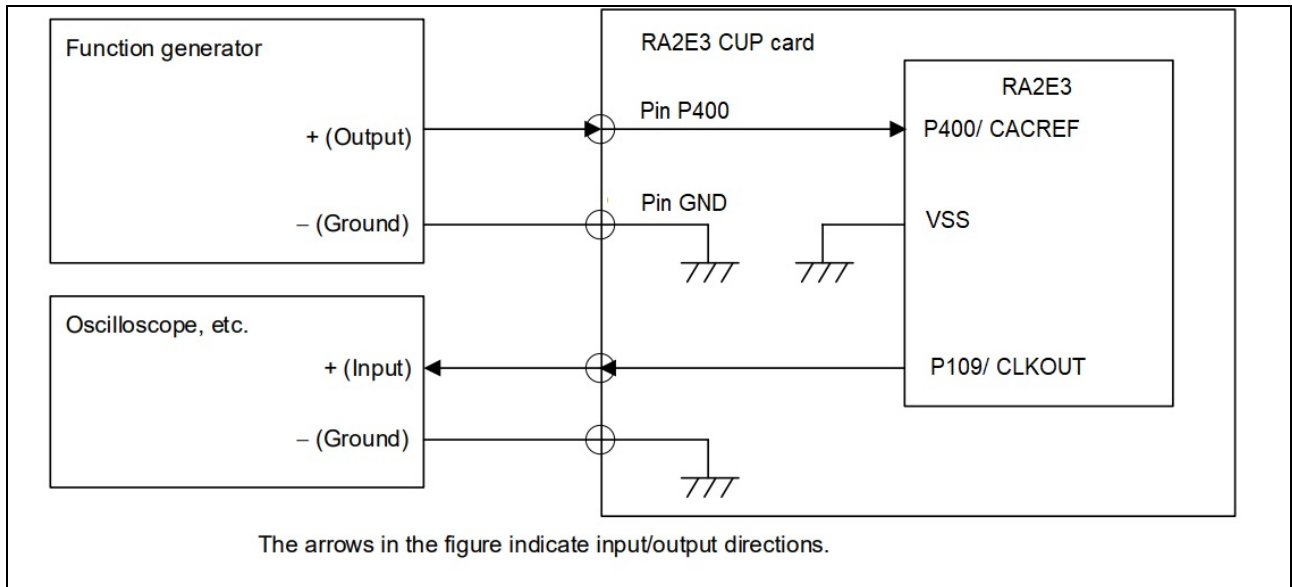 Function generator
+ (Output)
− (Ground)
Oscilloscope, etc.
+ (Input)
− (Ground)
RA2E3 CUP card
Pin P400
Pin GND
RA2E3
P400/ CACREF
VSS
P109/ CLKOUT
The arrows in the figure indicate input/output directions.